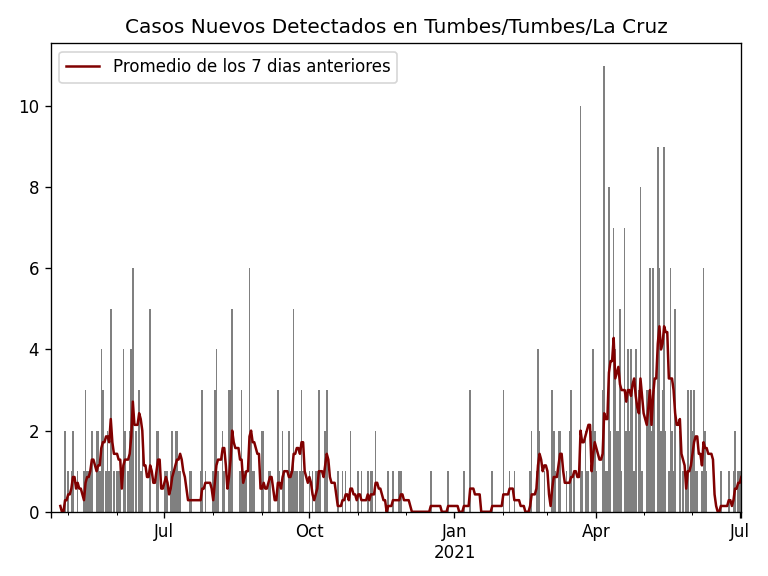 Casos Nuevos Detectados en Tumbes/Tumbes/La Cruz
Promedio de los 7 dias anteriores
10
8
6
4
2
0
Jul
Oct
Jan
2021
Apr
Jul